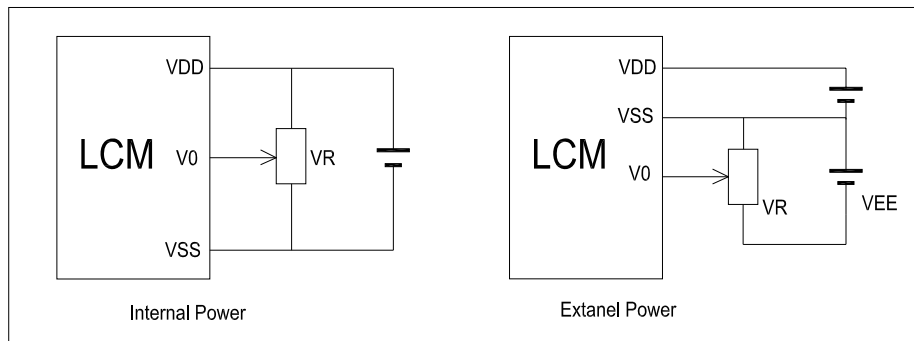 VDD
LCM
V0
VR
VSS
Internal Power
VDD
VSS
LCM
V0
VR
VEE
Extanel Power